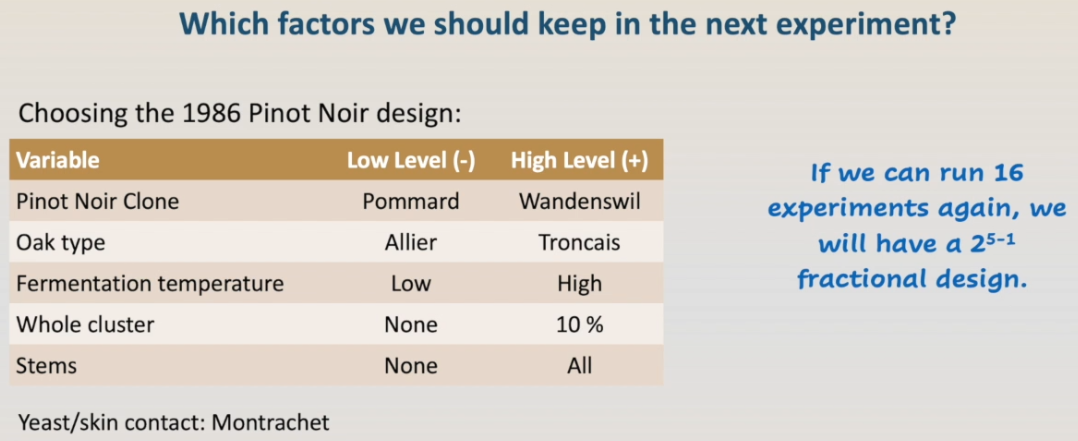 Which factors we should keep in the next experiment?
Choosing the 1986 Pinot Noir design:
Variable Low Level (-) High Level (+)
Pinot Noir Clone Pommard Wandenswil
Oak type Allier Troncais
Fermentation temperature Low High
Whole cluster None 10 %
Stems None All
Yeast/skin contact: Montrachet
If we can run 16
experiments again, we
will have a 2⁵⁻¹
fractional design.